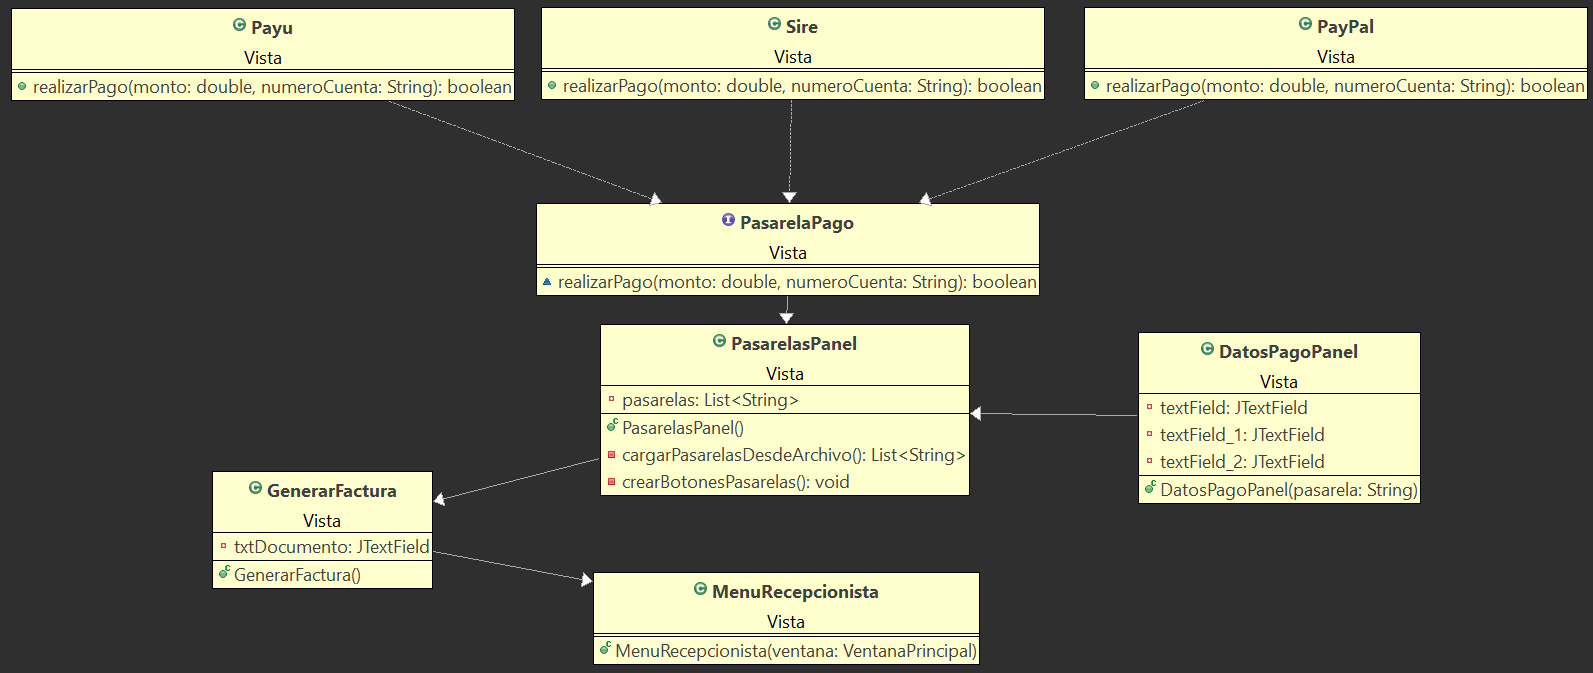 Payu
Vista
realizarPago(monto: double, numeroCuenta: String): boolean
Sire
Vista
realizarPago(monto: double, numeroCuenta: String): boolean
PayPal
Vista
realizarPago(monto: double, numeroCuenta: String): boolean
PasarelaPago
Vista
realizarPago(monto: double, numeroCuenta: String): boolean
PasarelasPanel
Vista
pasarelas: List<String>
PasarelasPanel()
cargarPasarelasDesdeArchivo(): List<String>
crearBotonesPasarelas(): void
DatosPagoPanel
Vista
textField: JTextField
textField_1: JTextField
textField_2: JTextField
DatosPagoPanel(pasarela: String)
GenerarFactura
Vista
txtDocumento: JTextField
GenerarFactura()
MenuRecepcionista
Vista
MenuRecepcionista(ventana: VentanaPrincipal)